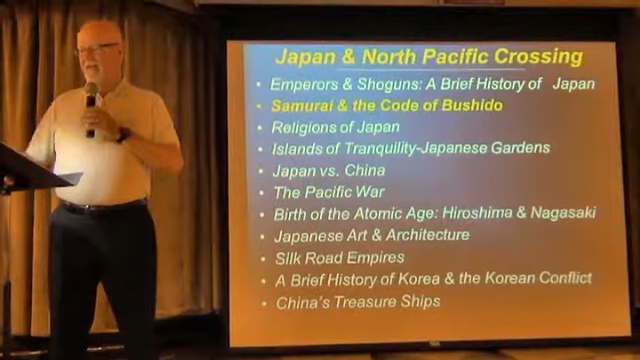 Japan & North Pacific Crossing
• Emperors & Shoguns: A Brief History of Japan
• Samurai & the Code of Bushido
• Religions of Japan
• Islands of Tranquility-Japanese Gardens
• Japan vs. China
• The Pacific War
• Birth of the Atomic Age: Hiroshima & Nagasaki
• Japanese Art & Architecture
• Silk Road Empires
• A Brief History of Korea & the Korean Conflict
• China's Treasure Ships